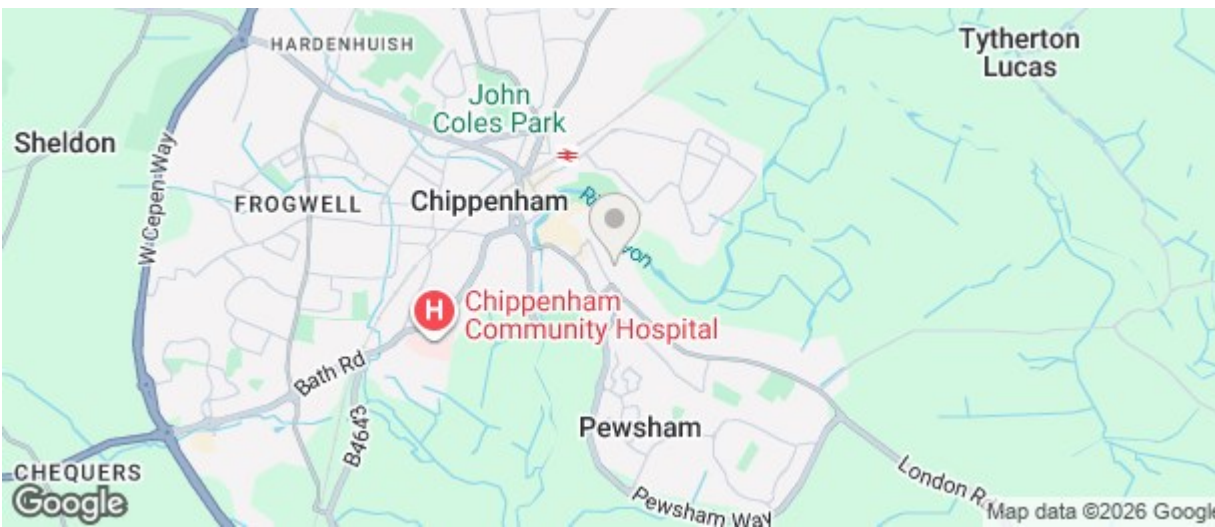 HARDENHUISH
Tytherton
Lucas
John
Coles Park
Sheldon
W Cepen Way
FROGWELL
Chippenham
H
Chippenham
Community Hospital
Bath Rd
B4643
Pewsham
CHEQUERS
London R
Pewsham Way
Google
Map data ©2026 Google